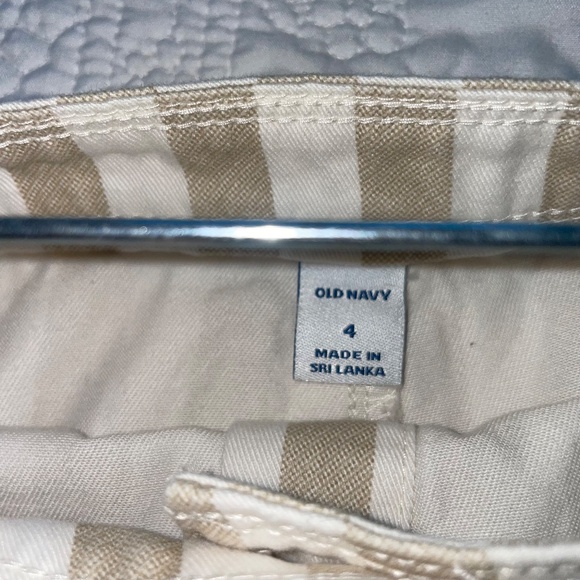 OLD NAVY
4
MADE IN
SRI LANKA